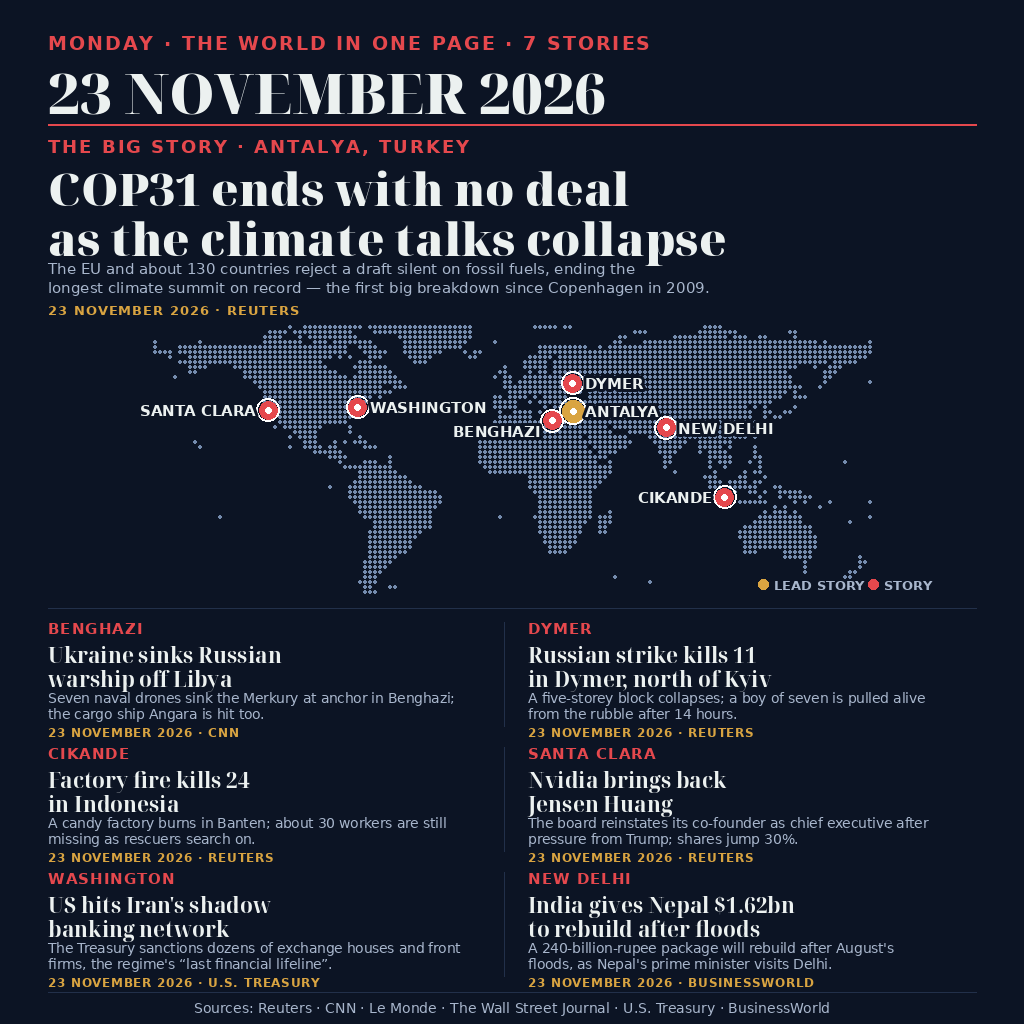 MONDAY · THE WORLD IN ONE PAGE · 7 STORIES
23 NOVEMBER 2026
THE BIG STORY · ANTALYA, TURKEY
COP31 ends with no deal
as the climate talks collapse
The EU and about 130 countries reject a draft silent on fossil fuels, ending the
longest climate summit on record — the first big breakdown since Copenhagen in 2009.
23 NOVEMBER 2026 · REUTERS
DYMER
SANTA CLARA
WASHINGTON
ANTALYA
BENGHAZI
NEW DELHI
CIKANDE
LEAD STORY
STORY
BENGHAZI
Ukraine sinks Russian
warship off Libya
Seven naval drones sink the Merkury at anchor in Benghazi;
the cargo ship Angara is hit too.
23 NOVEMBER 2026 · CNN
DYMER
Russian strike kills 11
in Dymer, north of Kyiv
A five-storey block collapses; a boy of seven is pulled alive
from the rubble after 14 hours.
23 NOVEMBER 2026 · REUTERS
CIKANDE
Factory fire kills 24
in Indonesia
A candy factory burns in Banten; about 30 workers are still
missing as rescuers search on.
23 NOVEMBER 2026 · REUTERS
SANTA CLARA
Nvidia brings back
Jensen Huang
The board reinstates its co-founder as chief executive after
pressure from Trump; shares jump 30%.
23 NOVEMBER 2026 · REUTERS
WASHINGTON
US hits Iran's shadow
banking network
The Treasury sanctions dozens of exchange houses and front
firms, the regime's “last financial lifeline”.
23 NOVEMBER 2026 · U.S. TREASURY
NEW DELHI
India gives Nepal $1.62bn
to rebuild after floods
A 240-billion-rupee package will rebuild after August's
floods, as Nepal's prime minister visits Delhi.
23 NOVEMBER 2026 · BUSINESSWORLD
Sources: Reuters · CNN · Le Monde · The Wall Street Journal · U.S. Treasury · BusinessWorld